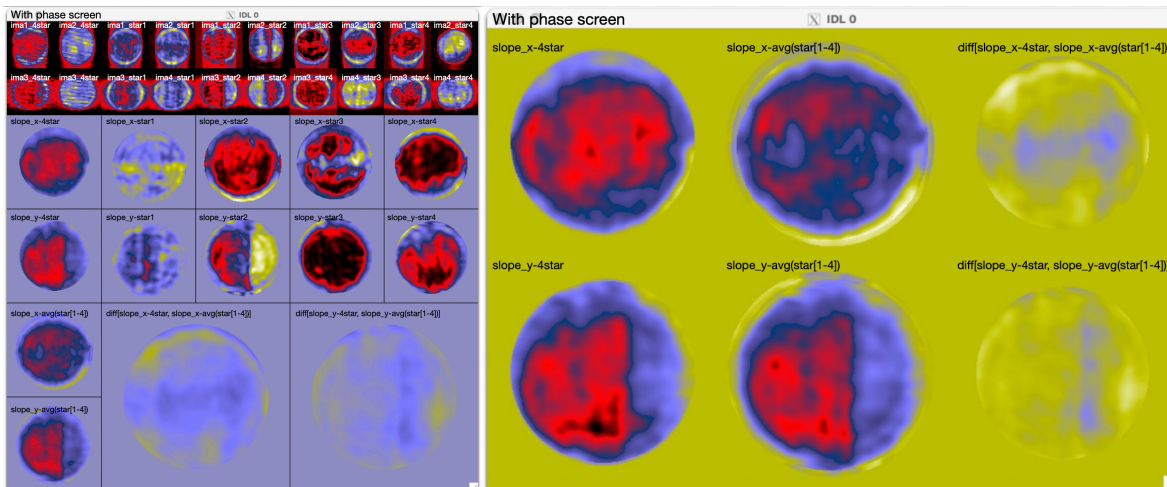 With phase screen
IDL 0
ima1_4star ima2_4star ima1_star1 ima2_star1 ima1_star2 ima2_star2 ima1_star3 ima2_star3 ima1_star4 ima2_star4
ima3_4star ima4_4star ima3_star1 ima4_star1 ima3_star2 ima4_star2 ima3_star3 ima4_star3 ima3_star4 ima4_star4
slope_x-4star slope_x-star1 slope_x-star2 slope_x-star3 slope_x-star4
slope_y-4star slope_y-star1 slope_y-star2 slope_y-star3 slope_y-star4
slope_x-avg(star[1-4]) diff[slope_x-4star, slope_x-avg(star[1-4])] diff[slope_y-4star, slope_y-avg(star[1-4])]
slope_y-avg(star[1-4])
With phase screen
IDL 0
slope_x-4star slope_x-avg(star[1-4]) diff[slope_x-4star, slope_x-avg(star[1-4])]
slope_y-4star slope_y-avg(star[1-4]) diff[slope_y-4star, slope_y-avg(star[1-4])]